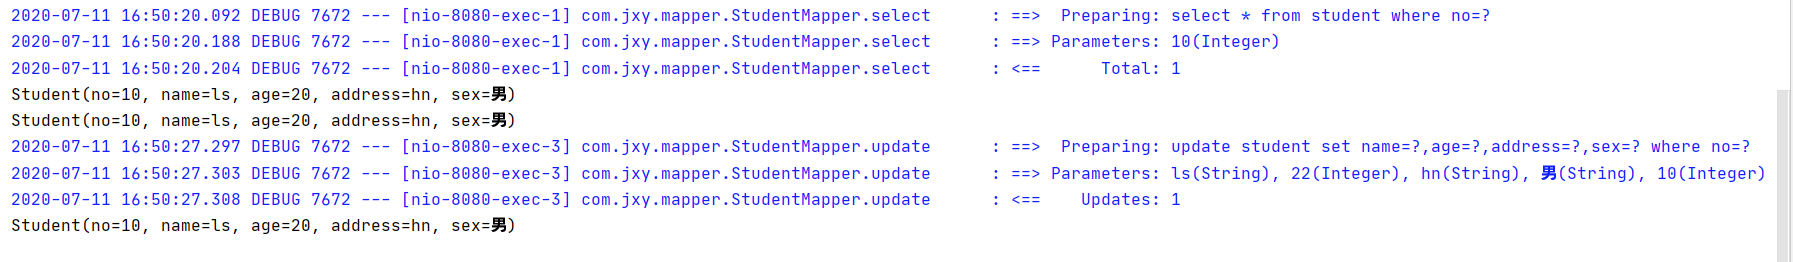 2020-07-11 16:50:20.092 DEBUG 7672 --- [nio-8080-exec-1] com.jxy.mapper.StudentMapper.select      : ==>  Preparing: select * from student where no=?
2020-07-11 16:50:20.188 DEBUG 7672 --- [nio-8080-exec-1] com.jxy.mapper.StudentMapper.select      : ==> Parameters: 10(Integer)
2020-07-11 16:50:20.204 DEBUG 7672 --- [nio-8080-exec-1] com.jxy.mapper.StudentMapper.select      : <==      Total: 1
Student(no=10, name=ls, age=20, address=hn, sex=男)
Student(no=10, name=ls, age=20, address=hn, sex=男)
2020-07-11 16:50:27.297 DEBUG 7672 --- [nio-8080-exec-3] com.jxy.mapper.StudentMapper.update      : ==>  Preparing: update student set name=?,age=?,address=?,sex=? where no=?
2020-07-11 16:50:27.303 DEBUG 7672 --- [nio-8080-exec-3] com.jxy.mapper.StudentMapper.update      : ==> Parameters: ls(String), 22(Integer), hn(String), 男(String), 10(Integer)
2020-07-11 16:50:27.308 DEBUG 7672 --- [nio-8080-exec-3] com.jxy.mapper.StudentMapper.update      : <==    Updates: 1
Student(no=10, name=ls, age=20, address=hn, sex=男)